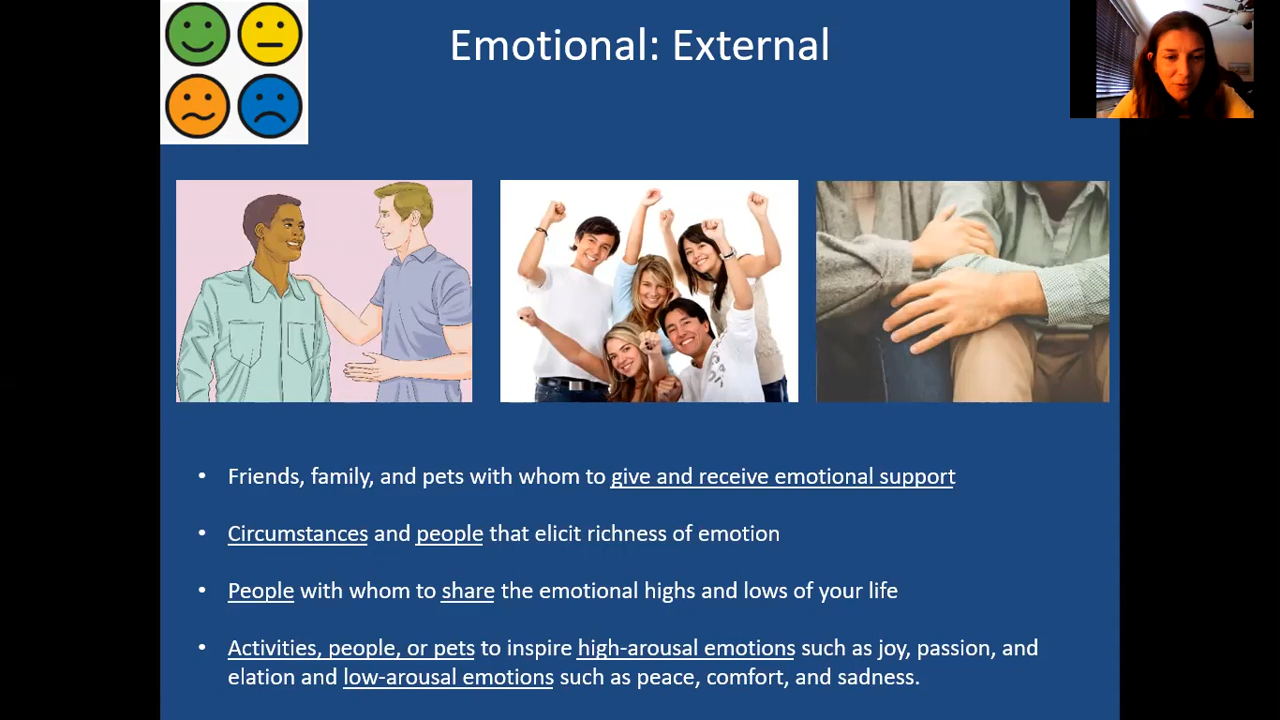 Emotional: External
• Friends, family, and pets with whom to give and receive emotional support
• Circumstances and people that elicit richness of emotion
• People with whom to share the emotional highs and lows of your life
• Activities, people, or pets to inspire high-arousal emotions such as joy, passion, and
elation and low-arousal emotions such as peace, comfort, and sadness.